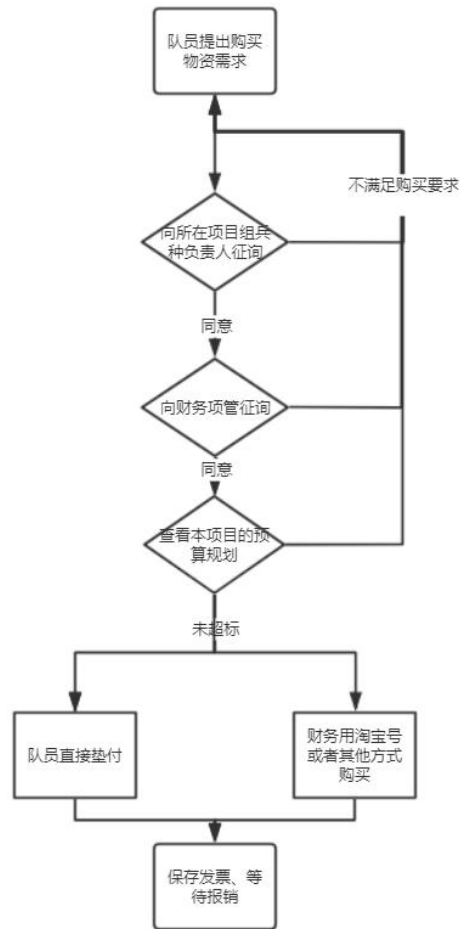 队员提出购买
物资需求
不满足购买要求
向所在项目组兵
种负责人征询
同意
向财务项管征询
同意
查看本项目的预
算规划
未超标
队员直接垫付
财务用淘宝号
或者其他方式
购买
保存发票、等
待报销